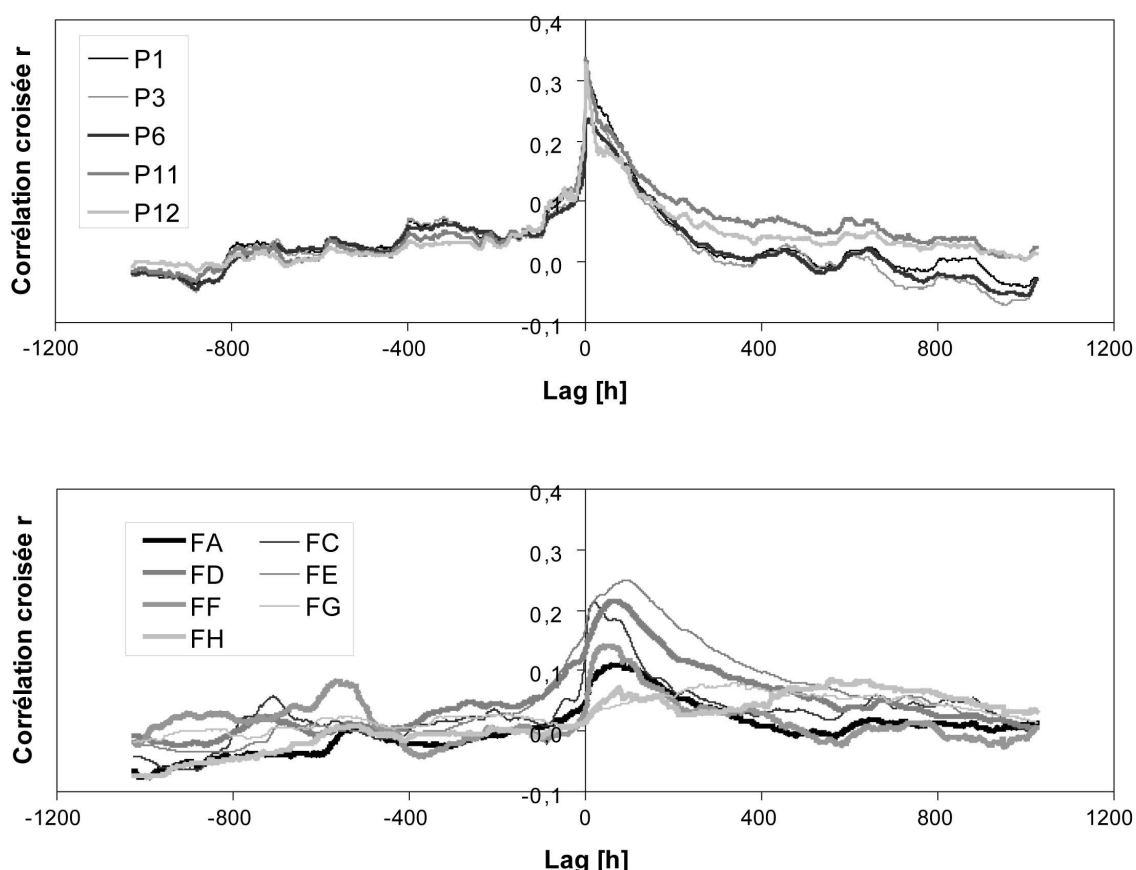 Corrélation croisée r
0,4
0,3
0,2
0,1
0,0
-0,1
P1
P3
P6
P11
P12
-1200 -800 -400 0 400 800 1200
Lag [h]
Corrélation croisée r
0,4
0,3
0,2
0,1
0,0
-0,1
FA FC
FD FE
FF FG
FH
-1200 -800 -400 0 400 800 1200
Lag [h]